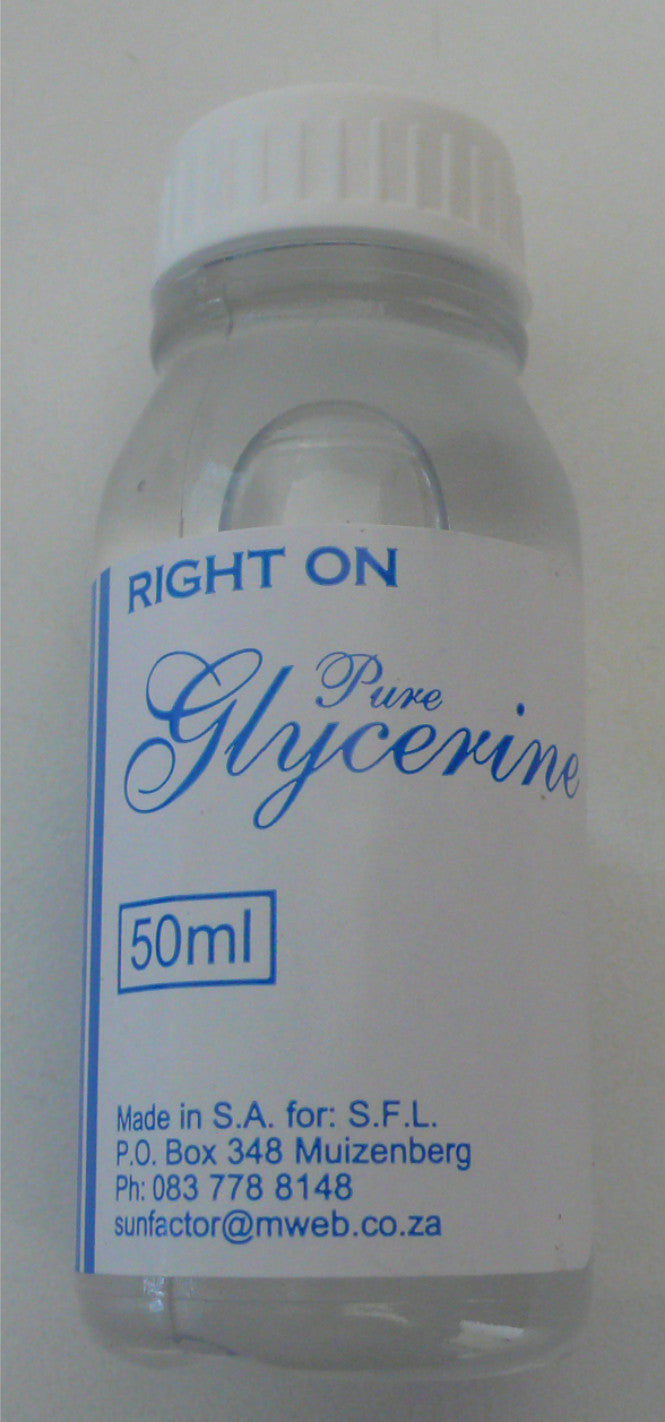 RIGHT ON
Pure
Glycerine
50ml
Made in S.A. for: S.F.L.
P.O. Box 348 Muizenberg
Ph: 083 778 8148
sunfactor@mweb.co.za